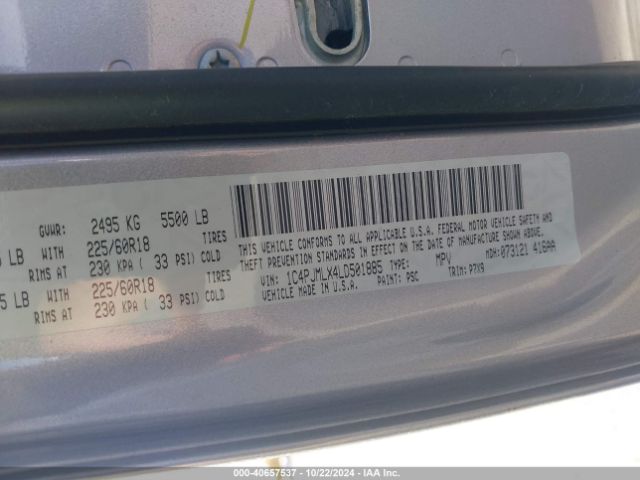 GVWR: 2495 KG 5500 LB
LB WITH 225/60R18 TIRES
RIMS AT 230 KPA ( 33 PSI) COLD
5 LB WITH 225/60R18 TIRES
RIMS AT 230 KPA ( 33 PSI) COLD
THIS VEHICLE CONFORMS TO ALL APPLICABLE U.S.A. FEDERAL MOTOR VEHICLE SAFETY AND
THEFT PREVENTION STANDARDS IN EFFECT ON THE DATE OF MANUFACTURE SHOWN ABOVE.
VIN: 1C4PJMLX4LD501885 TYPE: MPV MDH: 073121 416AA
VEHICLE MADE IN U.S.A. PAINT: PSC TRIM: P7X9
000-40657537 - 10/22/2024 - IAA Inc.